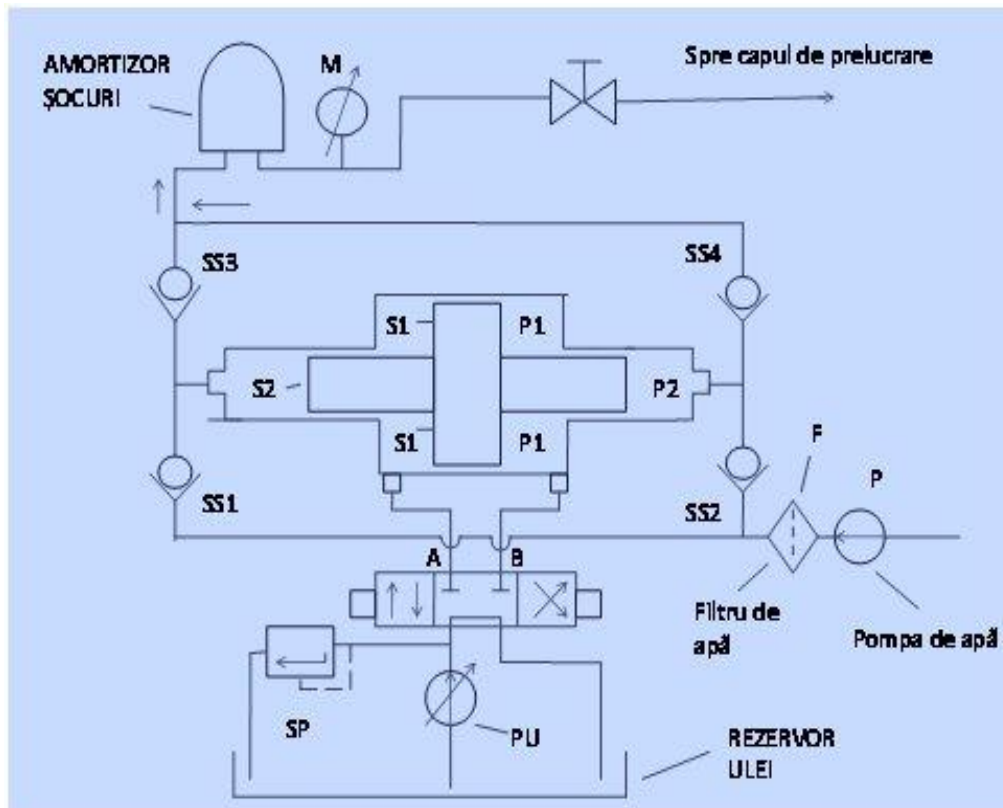 AMORTIZOR
ȘOCURI
M
Spre capul de prelucrare
SS3
SS4
S1
P1
S2
P2
S1
P1
F
P
SS1
SS2
A
B
Filtru de
apă
Pompa de apă
SP
PU
REZERVOR
ULEI